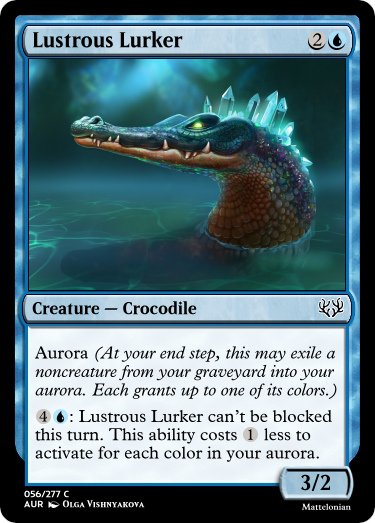 Lustrous Lurker 2
Creature — Crocodile
Aurora (At your end step, this may exile a
noncreature from your graveyard into your
aurora. Each grants up to one of its colors.)
4 : Lustrous Lurker can't be blocked
this turn. This ability costs 1 less to
activate for each color in your aurora.
3/2
056/277 C
AUR OLGA VISHNYAKOVA
Mattelonian